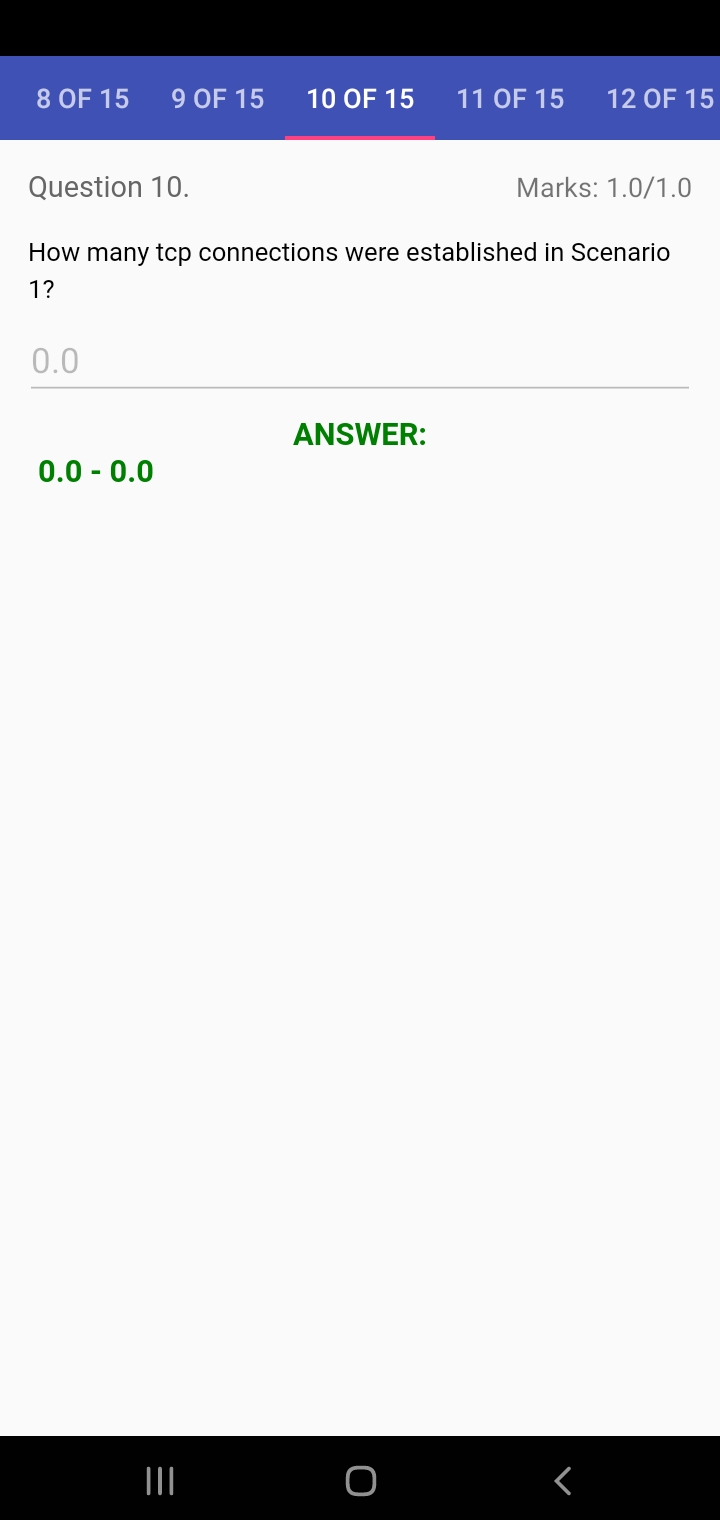 8 OF 15 9 OF 15 10 OF 15 11 OF 15 12 OF 15
Question 10. Marks: 1.0/1.0
How many tcp connections were established in Scenario
1?
0.0
ANSWER:
0.0 - 0.0